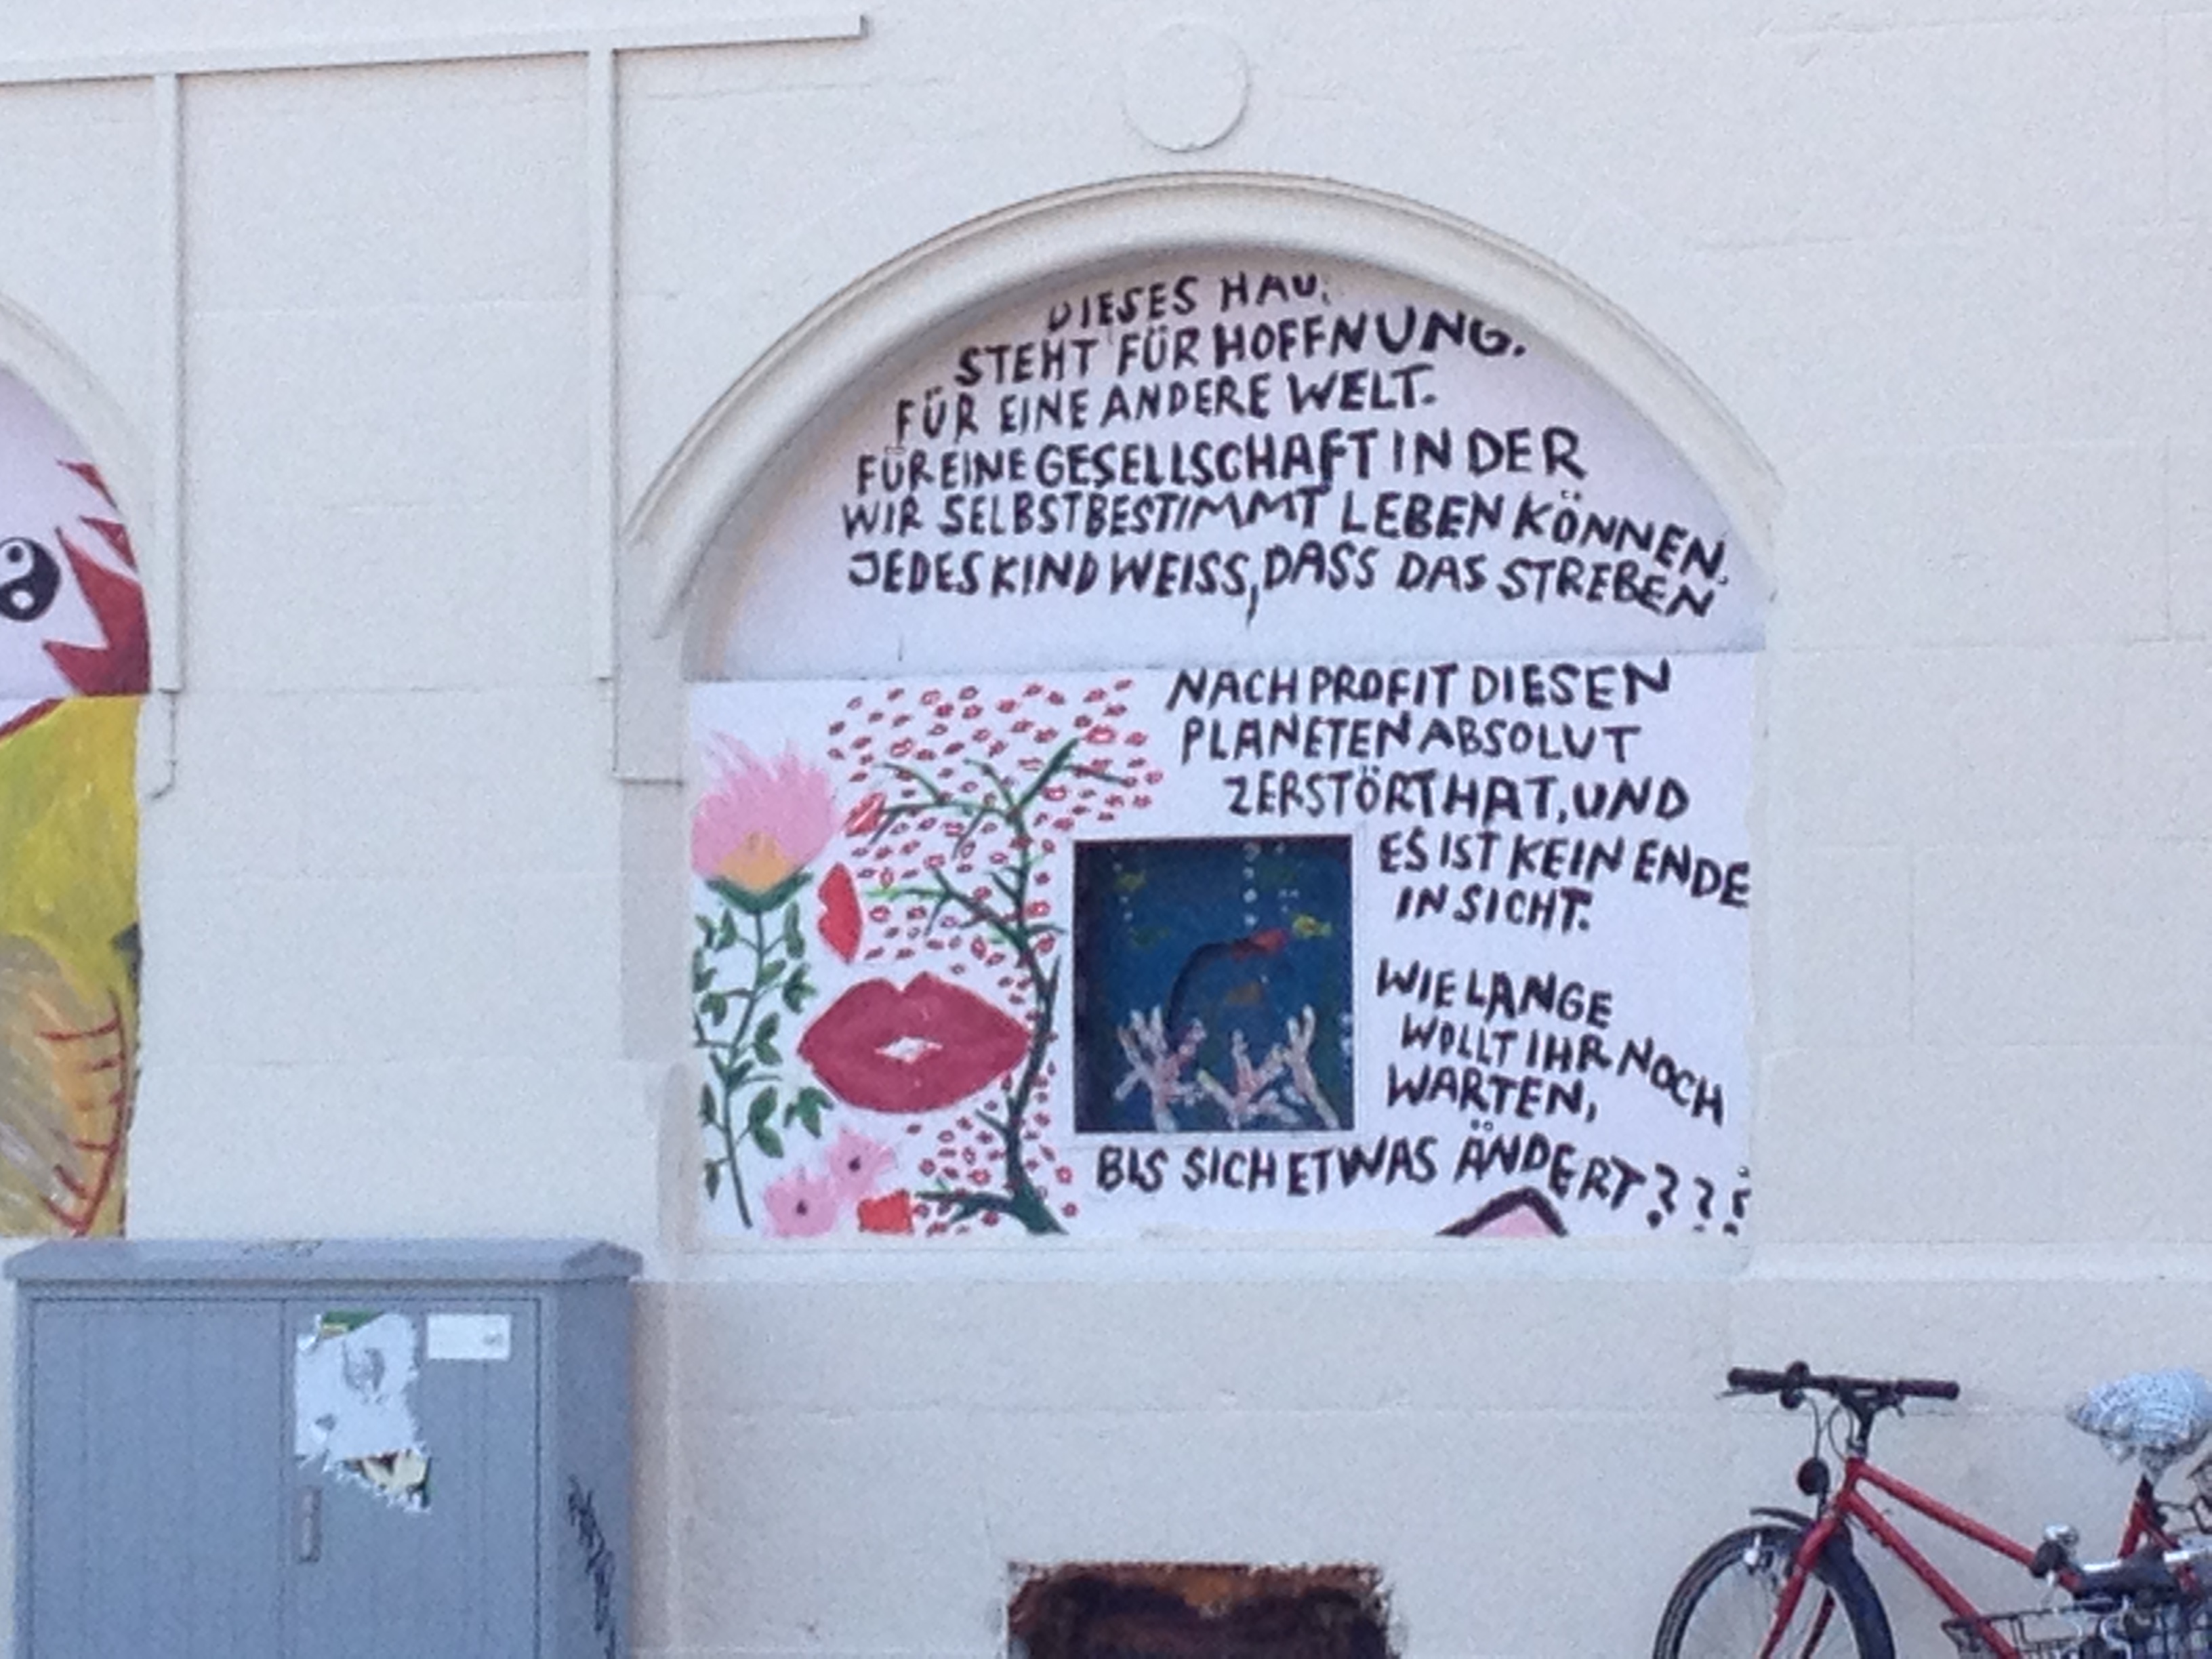 DIESES HAU
STEHT FÜR HOFFNUNG.
FÜR EINE ANDERE WELT.
FÜR EINE GESELLSCHAFT IN DER
WIR SELBSTBESTIMMT LEBEN KÖNNEN.
JEDES KIND WEISS, DASS DAS STREBEN
NACH PROFIT DIESEN
PLANETEN ABSOLUT
ZERSTÖRT HAT, UND
ES IST KEIN ENDE
IN SICHT.
WIE LANGE
WOLLT IHR NOCH
WARTEN,
BIS SICH ETWAS ÄNDERT???